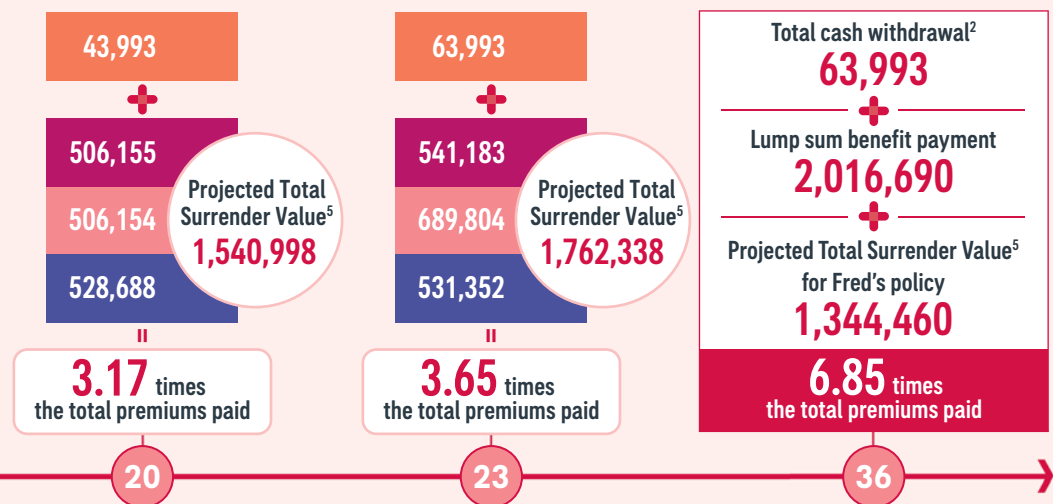 43,993
506,155
506,154
528,688
Projected Total
Surrender Value5
1,540,998
3.17 times
the total premiums paid
20
63,993
541,183
689,804
531,352
Projected Total
Surrender Value5
1,762,338
3.65 times
the total premiums paid
23
Total cash withdrawal2
63,993
Lump sum benefit payment
2,016,690
Projected Total Surrender Value5
for Fred's policy
1,344,460
6.85 times
the total premiums paid
36